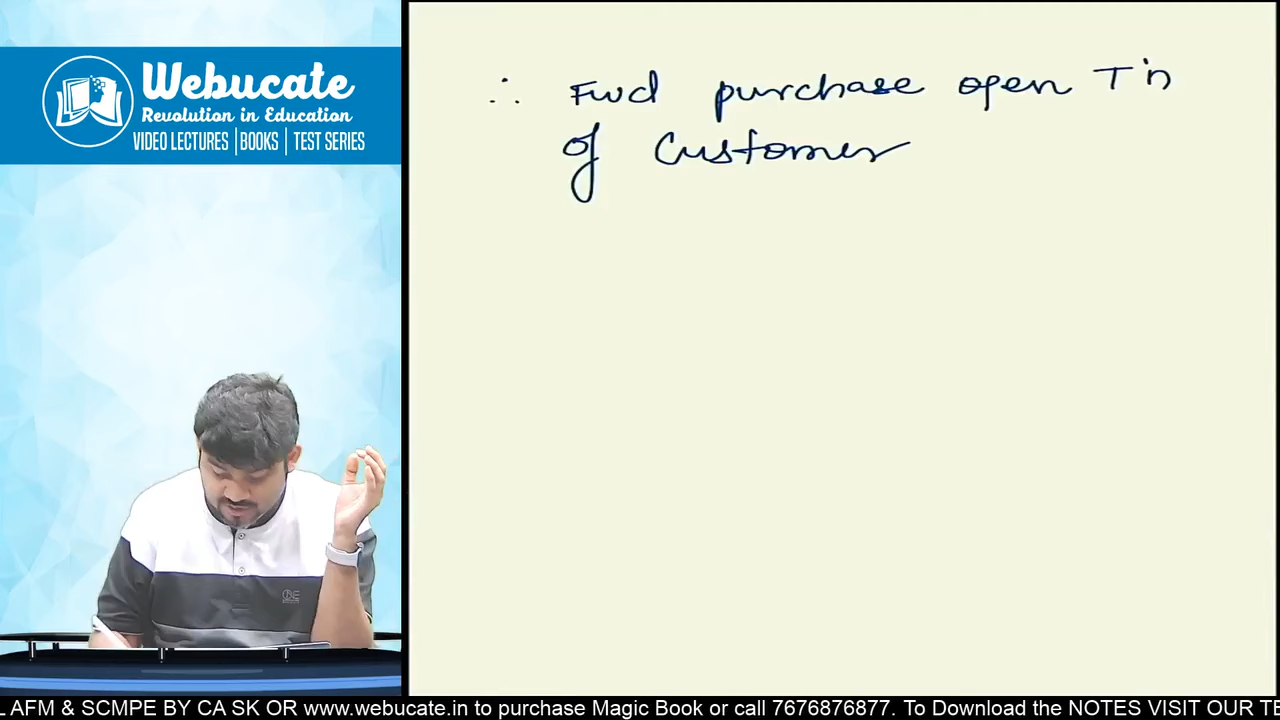 Webucate
Revolution in Education
VIDEO LECTURES | BOOKS | TEST SERIES
∴ Fwd purchase open T'n
of Customer
L AFM & SCMPE BY CA SK OR www.webucate.in to purchase Magic Book or call 7676876877. To Download the NOTES VISIT OUR TE